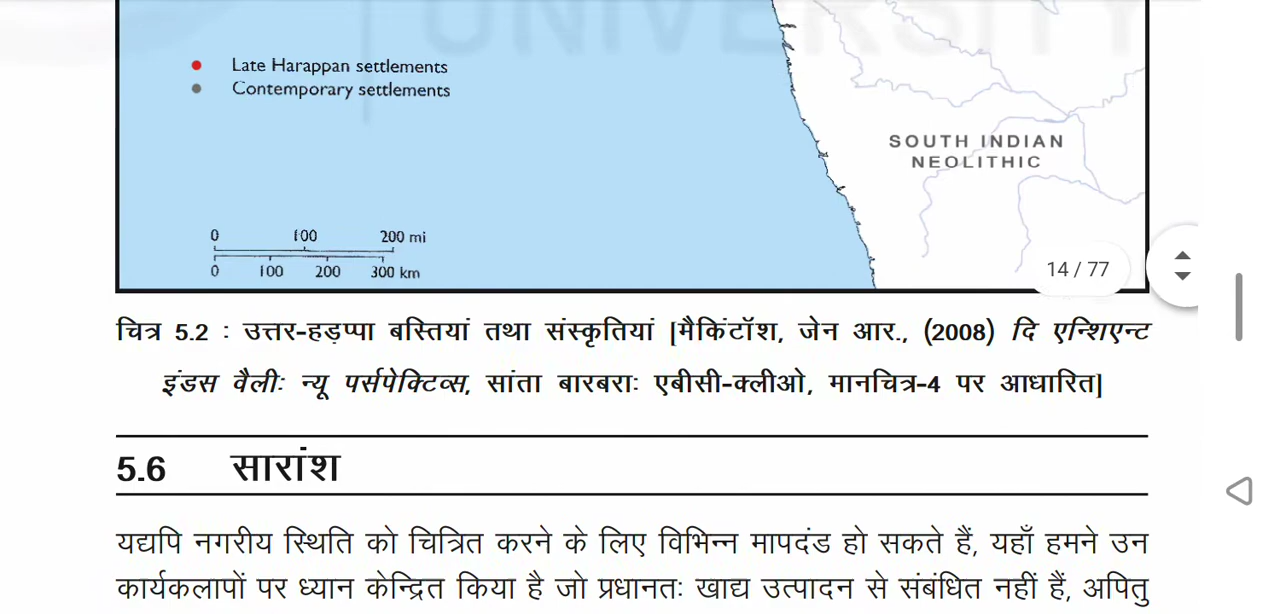 UNIVERSITY
Late Harappan settlements
Contemporary settlements
SOUTH INDIAN
NEOLITHIC
0 100 200 mi
0 100 200 300 km
14 / 77
चित्र 5.2 : उत्तर-हड़प्पा बस्तियां तथा संस्कृतियां [मैकिंटॉश, जेन आर., (2008) दि एन्शिएन्ट
इंडस वैलीः न्यू पर्सपेक्टिव्स, सांता बारबराः एबीसी-क्लीओ, मानचित्र-4 पर आधारित]
5.6 सारांश
यद्यपि नगरीय स्थिति को चित्रित करने के लिए विभिन्न मापदंड हो सकते हैं, यहाँ हमने उन
कार्यकलापों पर ध्यान केन्द्रित किया है जो प्रधानतः खाद्य उत्पादन से संबंधित नहीं हैं, अपितु